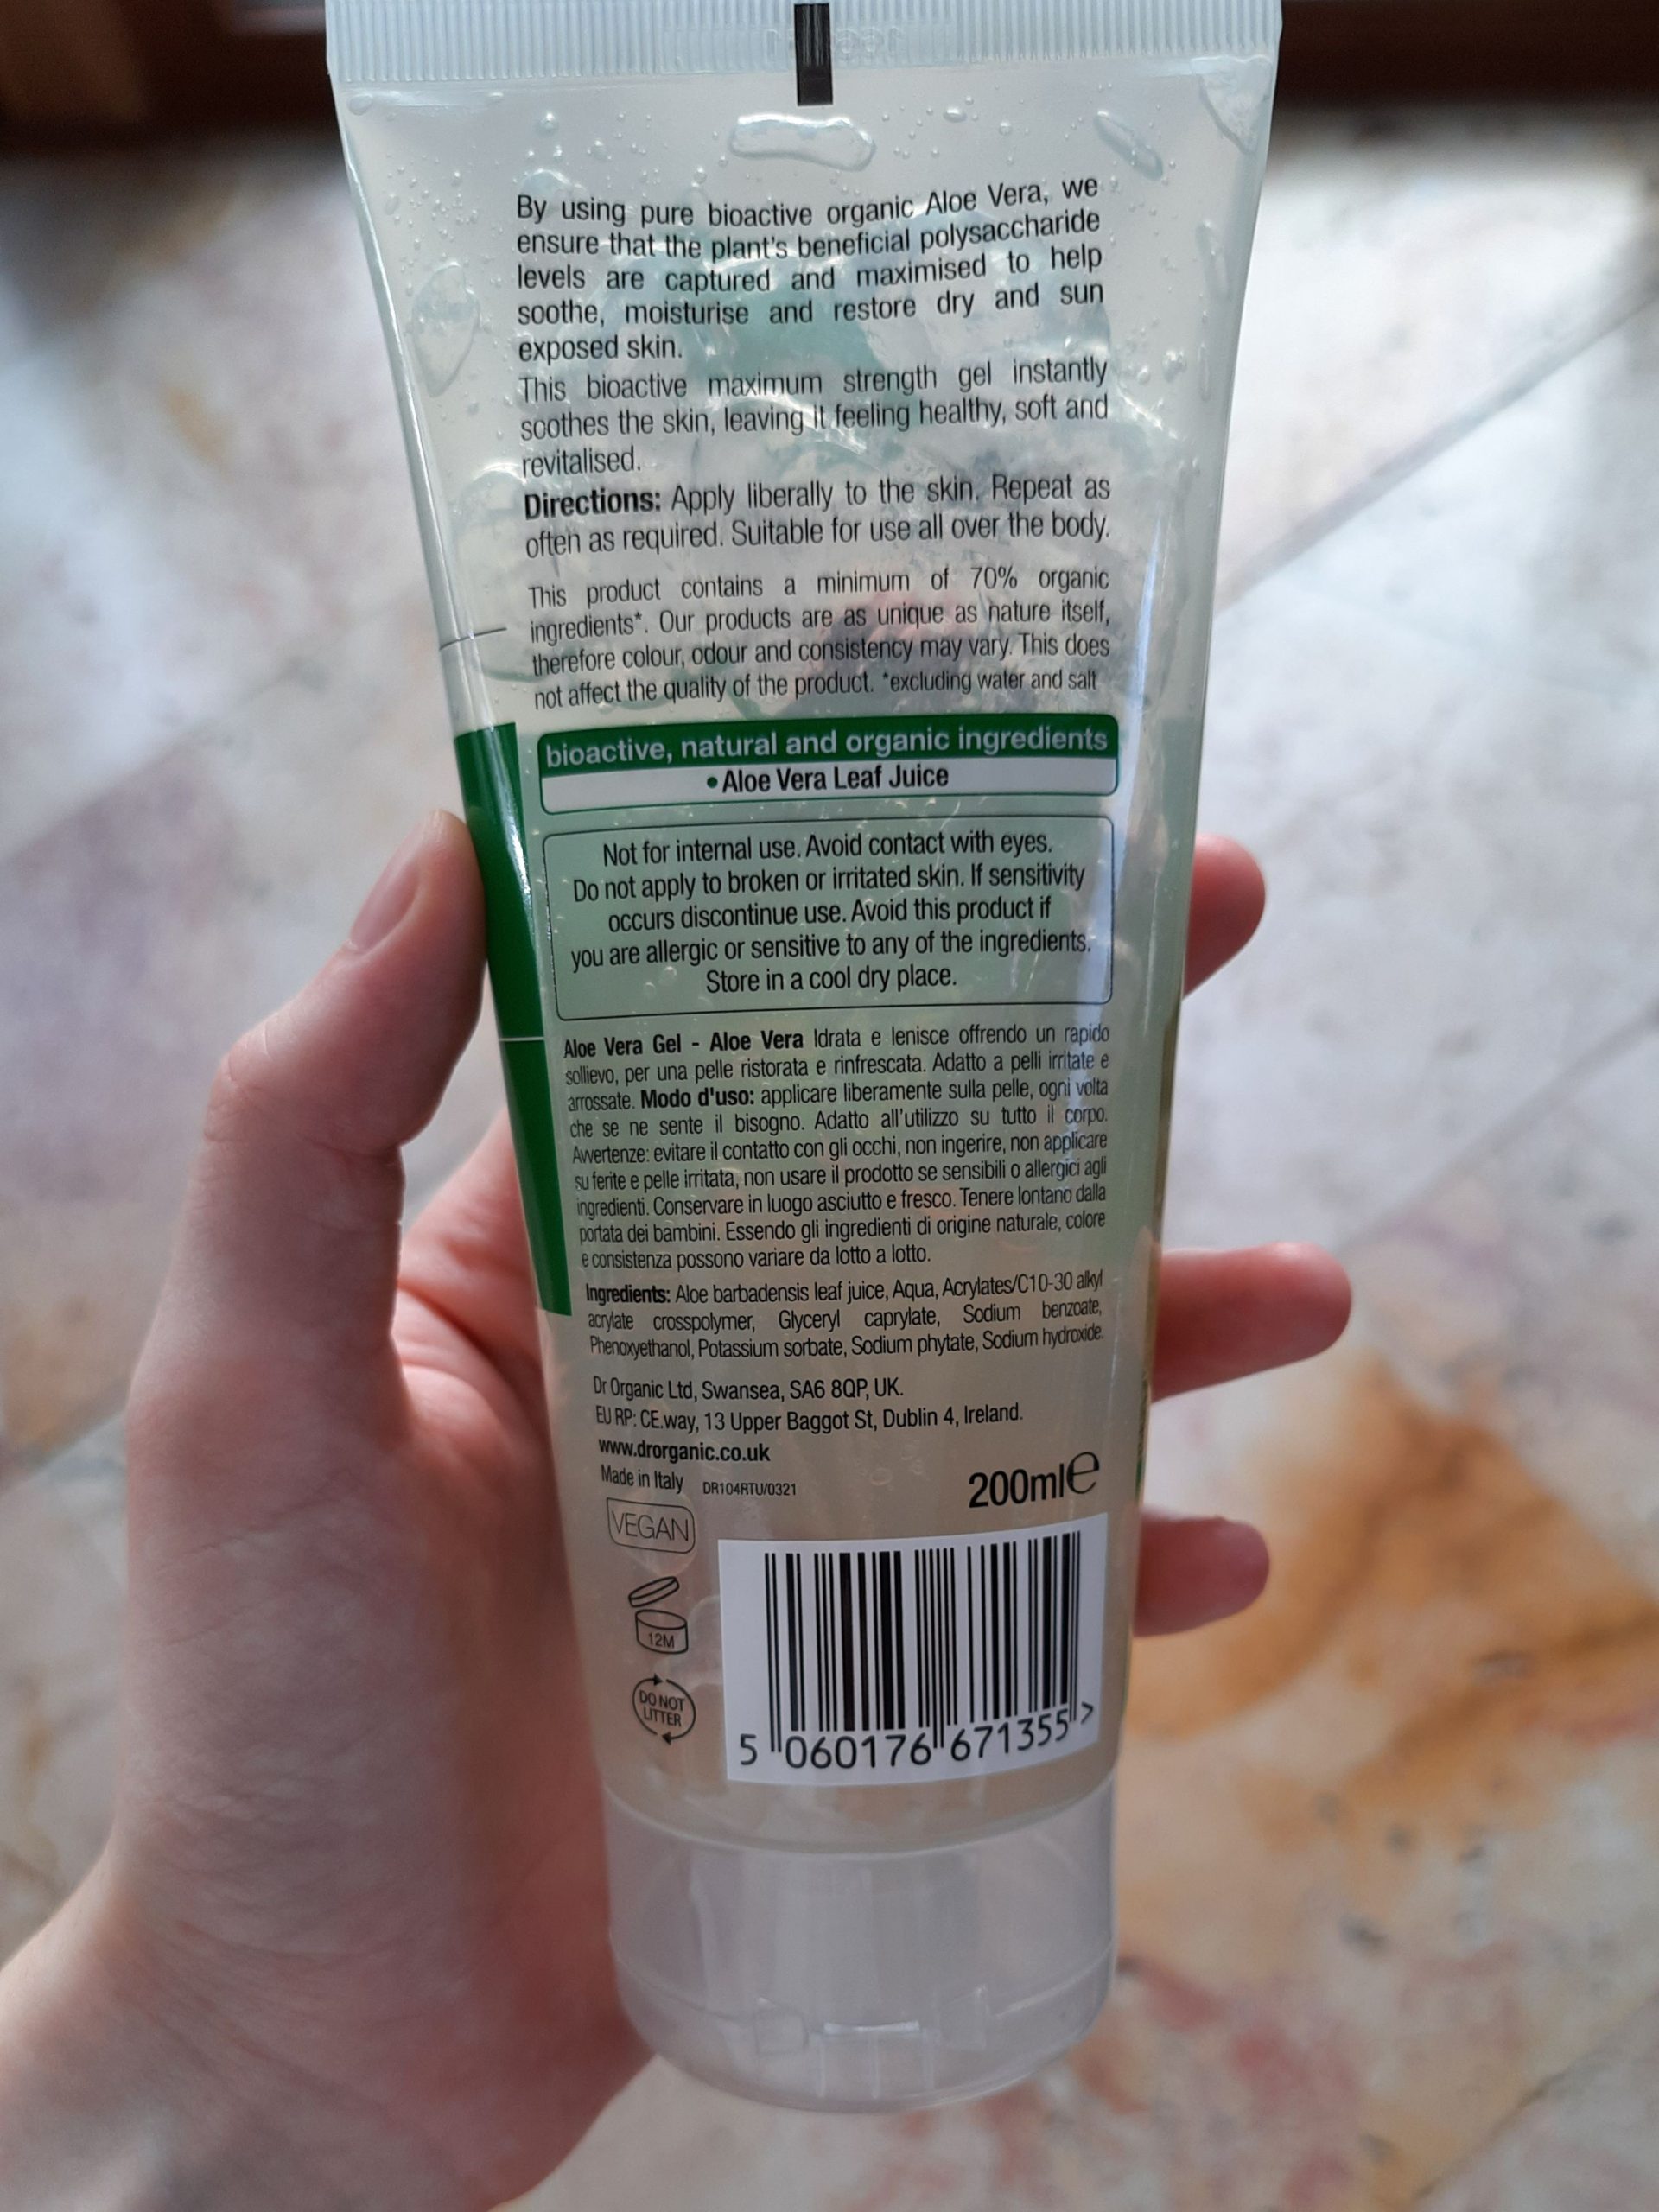 By using pure bioactive organic Aloe Vera, we
ensure that the plant's beneficial polysaccharide
levels are captured and maximised to help
soothe, moisturise and restore dry and sun
exposed skin.
This bioactive maximum strength gel instantly
soothes the skin, leaving it feeling healthy, soft and
revitalised.
Directions: Apply liberally to the skin. Repeat as
often as required. Suitable for use all over the body.
This product contains a minimum of 70% organic
ingredients*. Our products are as unique as nature itself,
therefore colour, odour and consistency may vary. This does
not affect the quality of the product. *excluding water and salt
bioactive, natural and organic ingredients
• Aloe Vera Leaf Juice
Not for internal use. Avoid contact with eyes.
Do not apply to broken or irritated skin. If sensitivity
occurs discontinue use. Avoid this product if
you are allergic or sensitive to any of the ingredients.
Store in a cool dry place.
Aloe Vera Gel - Aloe Vera Idrata e lenisce offrendo un rapido
sollievo, per una pelle ristorata e rinfrescata. Adatto a pelli irritate e
arrossate. Modo d'uso: applicare liberamente sulla pelle, ogni volta
che se ne sente il bisogno. Adatto all'utilizzo su tutto il corpo.
Avvertenze: evitare il contatto con gli occhi, non ingerire, non applicare
su ferite e pelle irritata, non usare il prodotto se sensibili o allergici agli
ingredienti. Conservare in luogo asciutto e fresco. Tenere lontano dalla
portata dei bambini. Essendo gli ingredienti di origine naturale, colore
e consistenza possono variare da lotto a lotto.
Ingredients: Aloe barbadensis leaf juice, Aqua, Acrylates/C10-30 alkyl
acrylate crosspolymer, Glyceryl caprylate, Sodium benzoate,
Phenoxyethanol, Potassium sorbate, Sodium phytate, Sodium hydroxide.
Dr Organic Ltd, Swansea, SA6 8QP, UK.
EU RP: CE.way, 13 Upper Baggot St, Dublin 4, Ireland.
www.drorganic.co.uk
Made in Italy DR104RTU/0321
200ml e
VEGAN
12M
DO NOT
LITTER
5 060176 671355 >